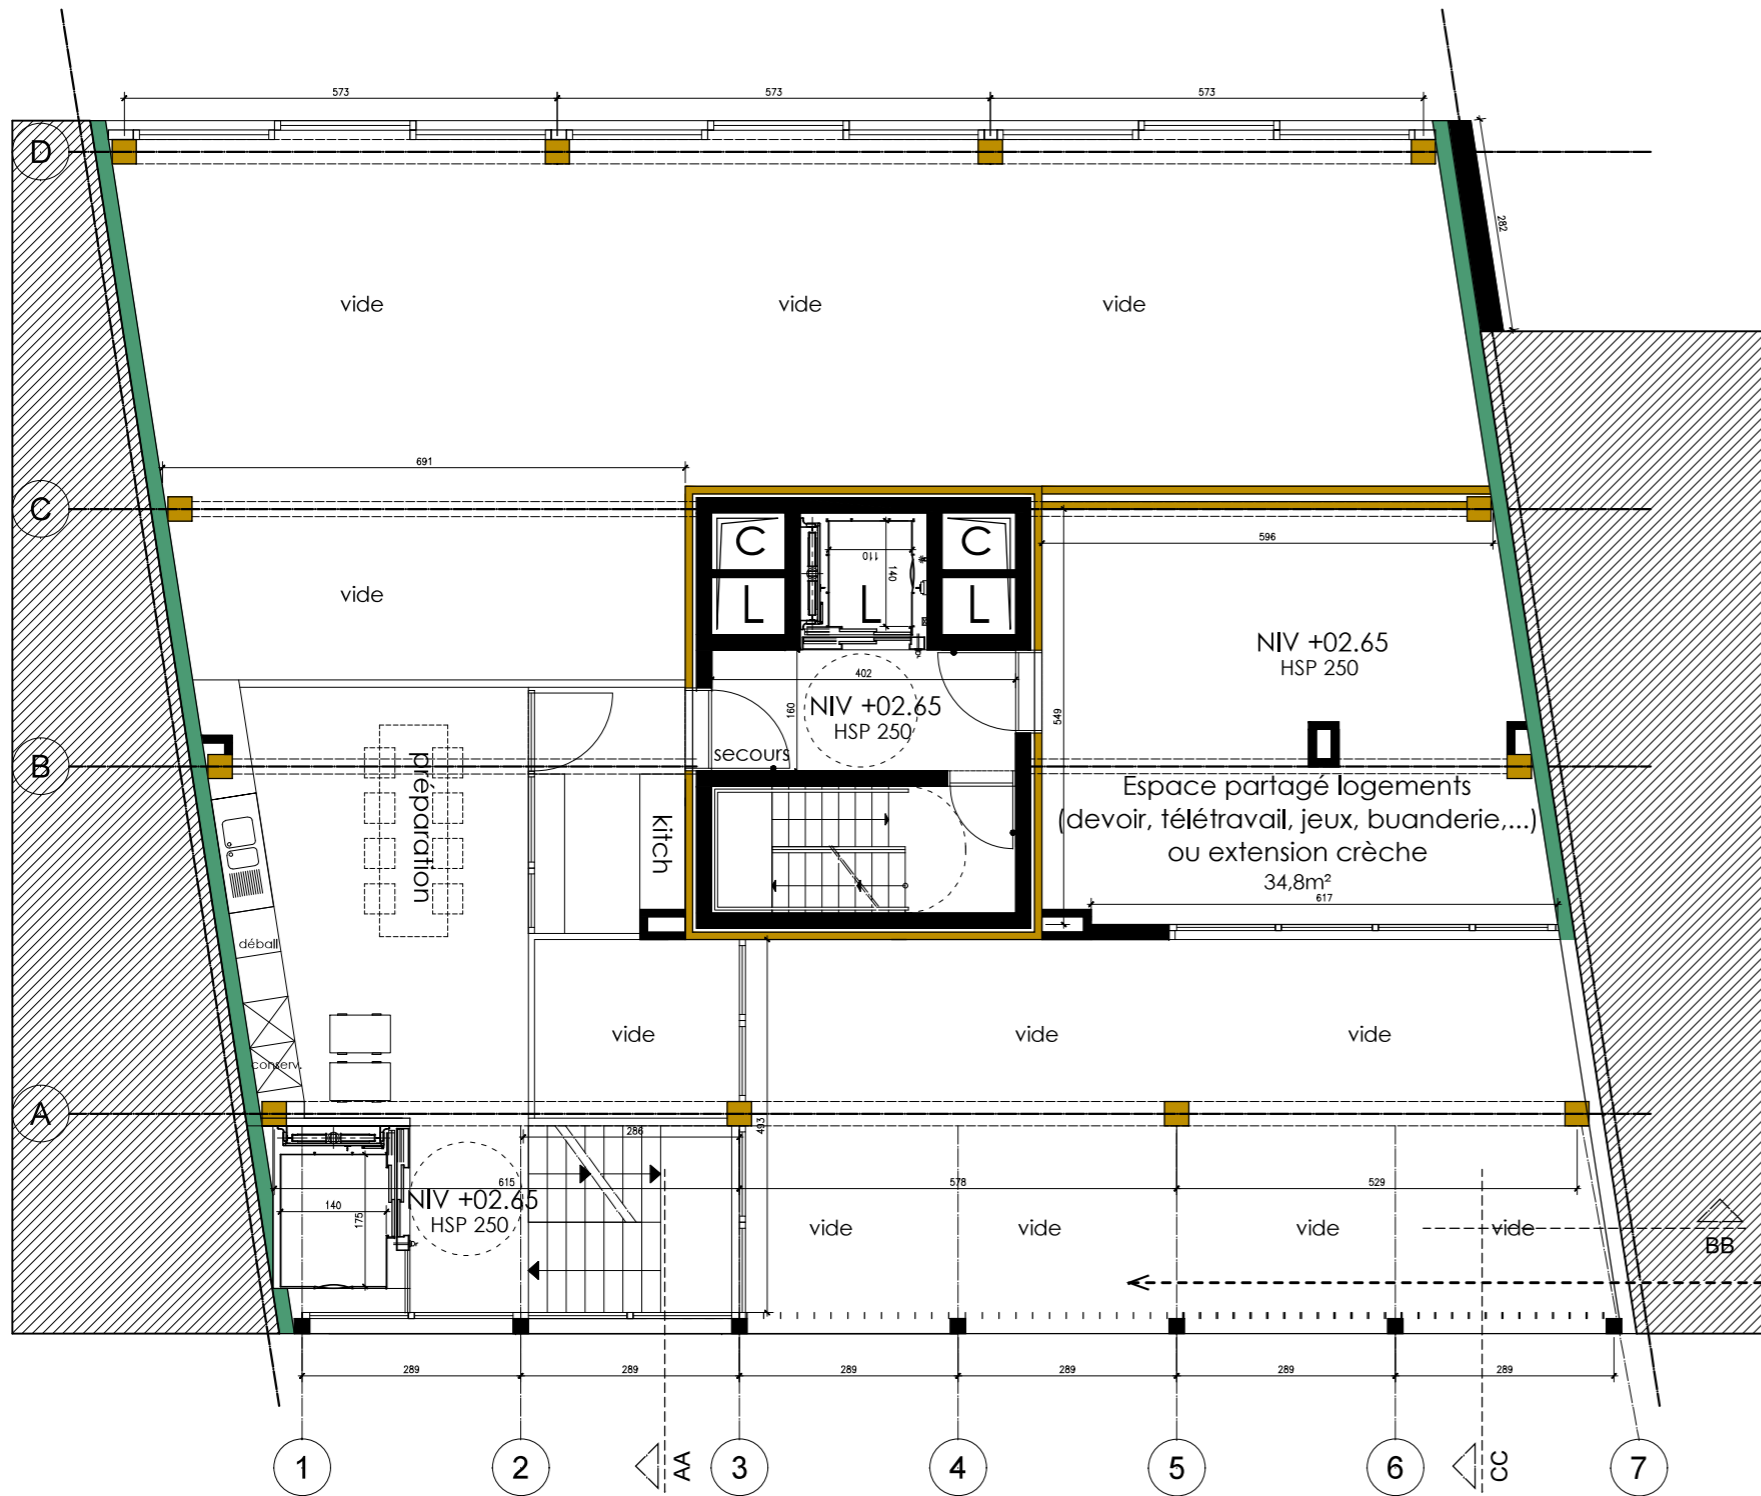 573 573 573
D
282
vide vide vide
691
C
C C
110
140
596
L L L
vide
NIV +02.65
HSP 250
402
NIV +02.65
HSP 250
160
549
secours
B
préparation
kitch
Espace partagé logements
(devoir, télétravail, jeux, buanderie,...)
ou extension crèche
34,8m²
617
déball
vide vide vide
conserv.
A
286
493
615 578 529
140
175
NIV +02.65
HSP 250
vide vide vide vide
BB
289 289 289 289 289 289
1 2 AA 3 4 5 6 CC 7